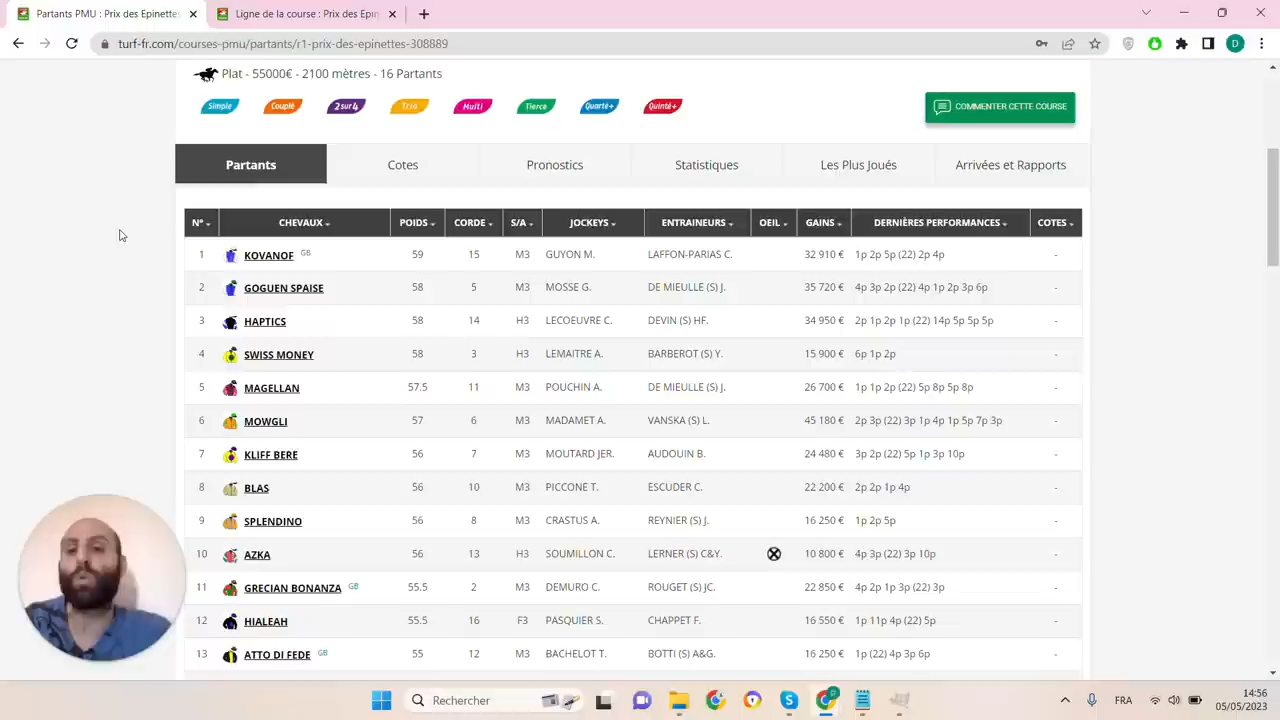 Partants PMU : Prix des Epinettes
Ligne de la course : Prix des Epin
turf-fr.com/courses-pmu/partants/r1-prix-des-epinettes-308889
D
Plat - 55000€ - 2100 mètres - 16 Partants
Simple Couplé 2sur4 Trio Multi Tiercé Quarté+ Quinté+
COMMENTER CETTE COURSE
Partants Cotes Pronostics Statistiques Les Plus Joués Arrivées et Rapports
N° CHEVAUX POIDS CORDE S/A JOCKEYS ENTRAINEURS OEIL GAINS DERNIÈRES PERFORMANCES COTES
1 KOVANOF GB 59 15 M3 GUYON M. LAFFON-PARIAS C. 32 910 € 1p 2p 5p (22) 2p 4p -
2 GOGUEN SPAISE 58 5 M3 MOSSE G. DE MIEULLE (S) J. 35 720 € 4p 3p 2p (22) 4p 1p 2p 3p 6p -
3 HAPTICS 58 14 H3 LECOEUVRE C. DEVIN (S) HF. 34 950 € 2p 1p 2p 1p (22) 14p 5p 5p 5p -
4 SWISS MONEY 58 3 H3 LEMAITRE A. BARBEROT (S) Y. 15 900 € 6p 1p 2p -
5 MAGELLAN 57.5 11 M3 POUCHIN A. DE MIEULLE (S) J. 26 700 € 1p 1p 2p (22) 5p 8p 5p 8p -
6 MOWGLI 57 6 M3 MADAMET A. VANSKA (S) L. 45 180 € 2p 3p (22) 3p 1p 4p 1p 5p 7p 3p -
7 KLIFF BERE 56 7 M3 MOUTARD JER. AUDOUIN B. 24 480 € 3p 2p (22) 5p 1p 3p 10p -
8 BLAS 56 10 M3 PICCONE T. ESCUDER C. 22 200 € 2p 2p 1p 4p -
9 SPLENDINO 56 8 M3 CRASTUS A. REYNIER (S) J. 16 250 € 1p 2p 5p -
10 AZKA 56 13 H3 SOUMILLON C. LERNER (S) C&Y. 10 800 € 4p 3p (22) 3p 10p -
11 GRECIAN BONANZA GB 55.5 2 M3 DEMURO C. ROUGET (S) JC. 22 850 € 4p 2p 1p 3p (22) 3p -
12 HIALEAH 55.5 16 F3 PASQUIER S. CHAPPET F. 16 550 € 1p 11p 4p (22) 5p -
13 ATTO DI FEDE GB 55 12 M3 BACHELOT T. BOTTI (S) A&G. 16 250 € 1p (22) 4p 3p 6p -
Rechercher
FRA
14:56
05/05/2023